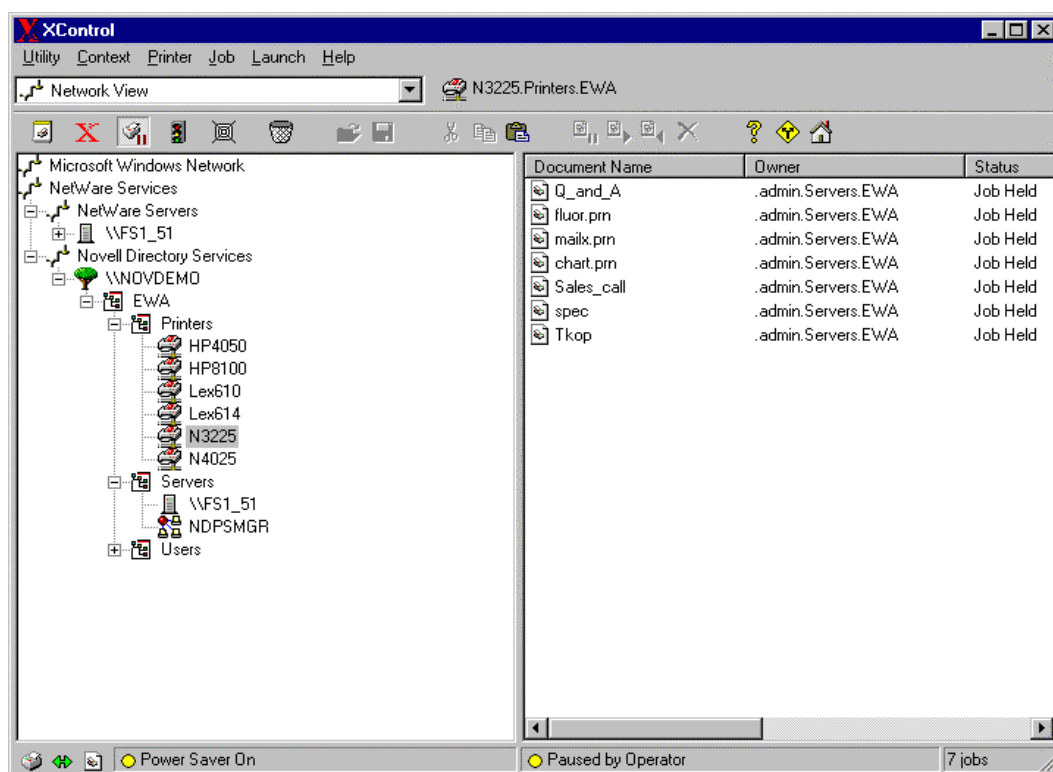 XControl
Utility Context Printer Job Launch Help
Network View
N3225.Printers.EWA
Microsoft Windows Network
NetWare Services
NetWare Servers
\\FS1_51
Novell Directory Services
\\NOVDEMO
EWA
Printers
HP4050
HP8100
Lex610
Lex614
N3225
N4025
Servers
\\FS1_51
NDPSMGR
Users
Document Name Owner Status
Q_and_A .admin.Servers.EWA Job Held
fluor.prn .admin.Servers.EWA Job Held
mailx.prn .admin.Servers.EWA Job Held
chart.prn .admin.Servers.EWA Job Held
Sales_call .admin.Servers.EWA Job Held
spec .admin.Servers.EWA Job Held
Tkop .admin.Servers.EWA Job Held
Power Saver On
Paused by Operator
7 jobs